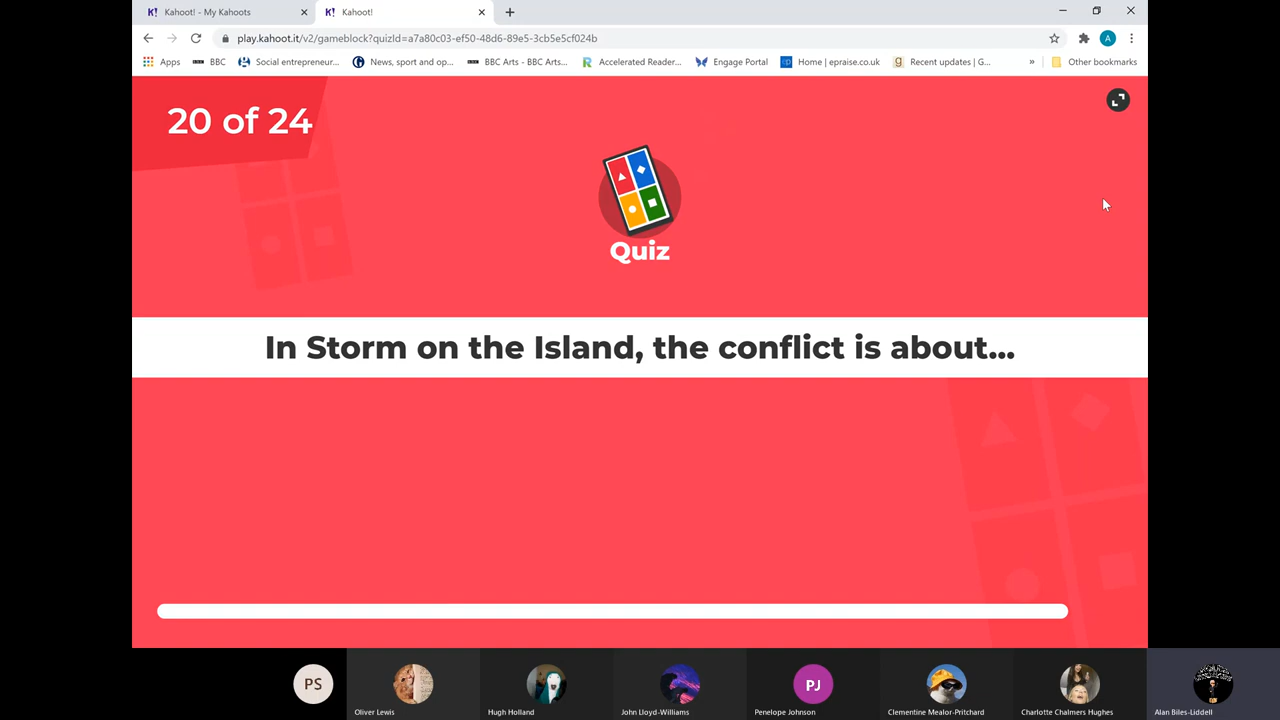 Kahoot! - My Kahoots
Kahoot!
play.kahoot.it/v2/gameblock?quizId=a7a80c03-ef50-48d6-89e5-3cb5e5cf024b
A
Apps
BBC
Social entrepreneur...
News, sport and op...
BBC Arts - BBC Arts...
Accelerated Reader...
Engage Portal
Home | epraise.co.uk
Recent updates | G...
»
Other bookmarks
20 of 24
Quiz
In Storm on the Island, the conflict is about...
PS
Oliver Lewis
Hugh Holland
John Lloyd-Williams
PJ
Penelope Johnson
Clementine Mealor-Pritchard
Charlotte Chalmers Hughes
Alan Biles-Liddell